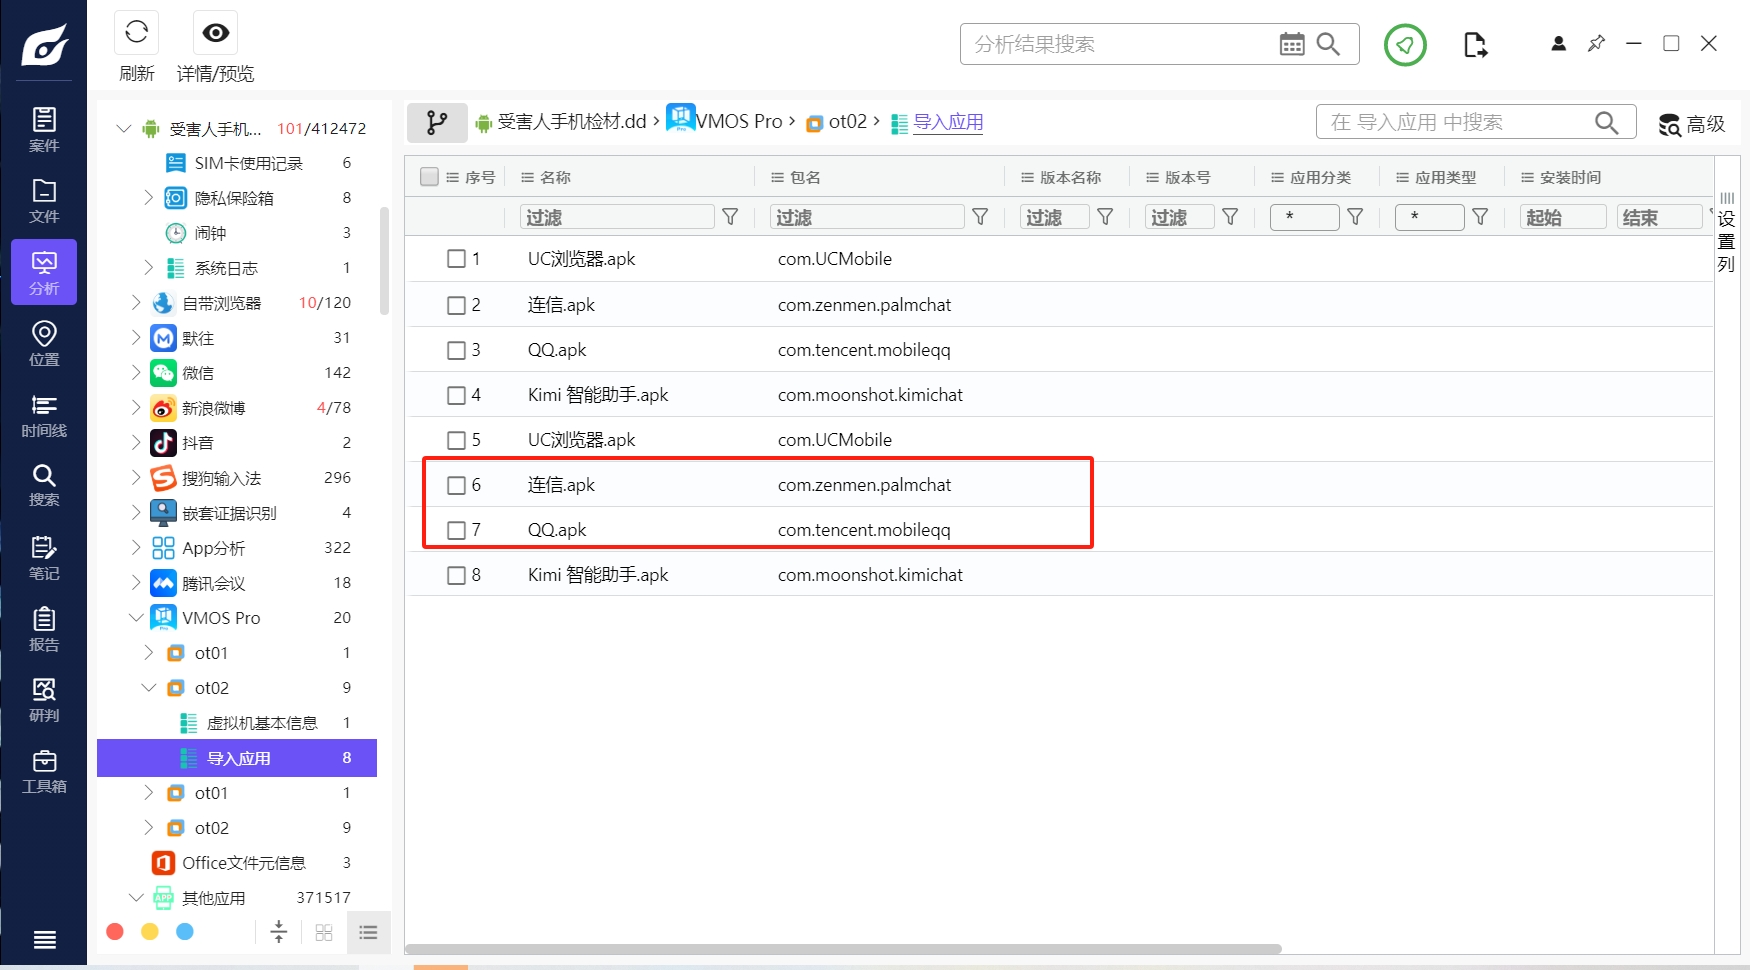 刷新
详情/预览
分析结果搜索
案件
文件
分析
位置
时间线
搜索
笔记
报告
研判
工具箱
受害人手机... 101/412472
SIM卡使用记录 6
隐私保险箱 8
闹钟 3
系统日志 1
自带浏览器 10/120
默往 31
微信 142
新浪微博 4/78
抖音 2
搜狗输入法 296
嵌套证据识别 4
App分析 322
腾讯会议 18
VMOS Pro 20
ot01 1
ot02 9
虚拟机基本信息 1
导入应用 8
ot01 1
ot02 9
Office文件元信息 3
其他应用 371517
受害人手机检材.dd › VMOS Pro › ot02 › 导入应用
在 导入应用 中搜索
高级
序号 名称 包名 版本名称 版本号 应用分类 应用类型 安装时间
过滤 过滤 过滤 过滤 * * 起始 结束
1 UC浏览器.apk com.UCMobile
2 连信.apk com.zenmen.palmchat
3 QQ.apk com.tencent.mobileqq
4 Kimi 智能助手.apk com.moonshot.kimichat
5 UC浏览器.apk com.UCMobile
6 连信.apk com.zenmen.palmchat
7 QQ.apk com.tencent.mobileqq
8 Kimi 智能助手.apk com.moonshot.kimichat
设置列